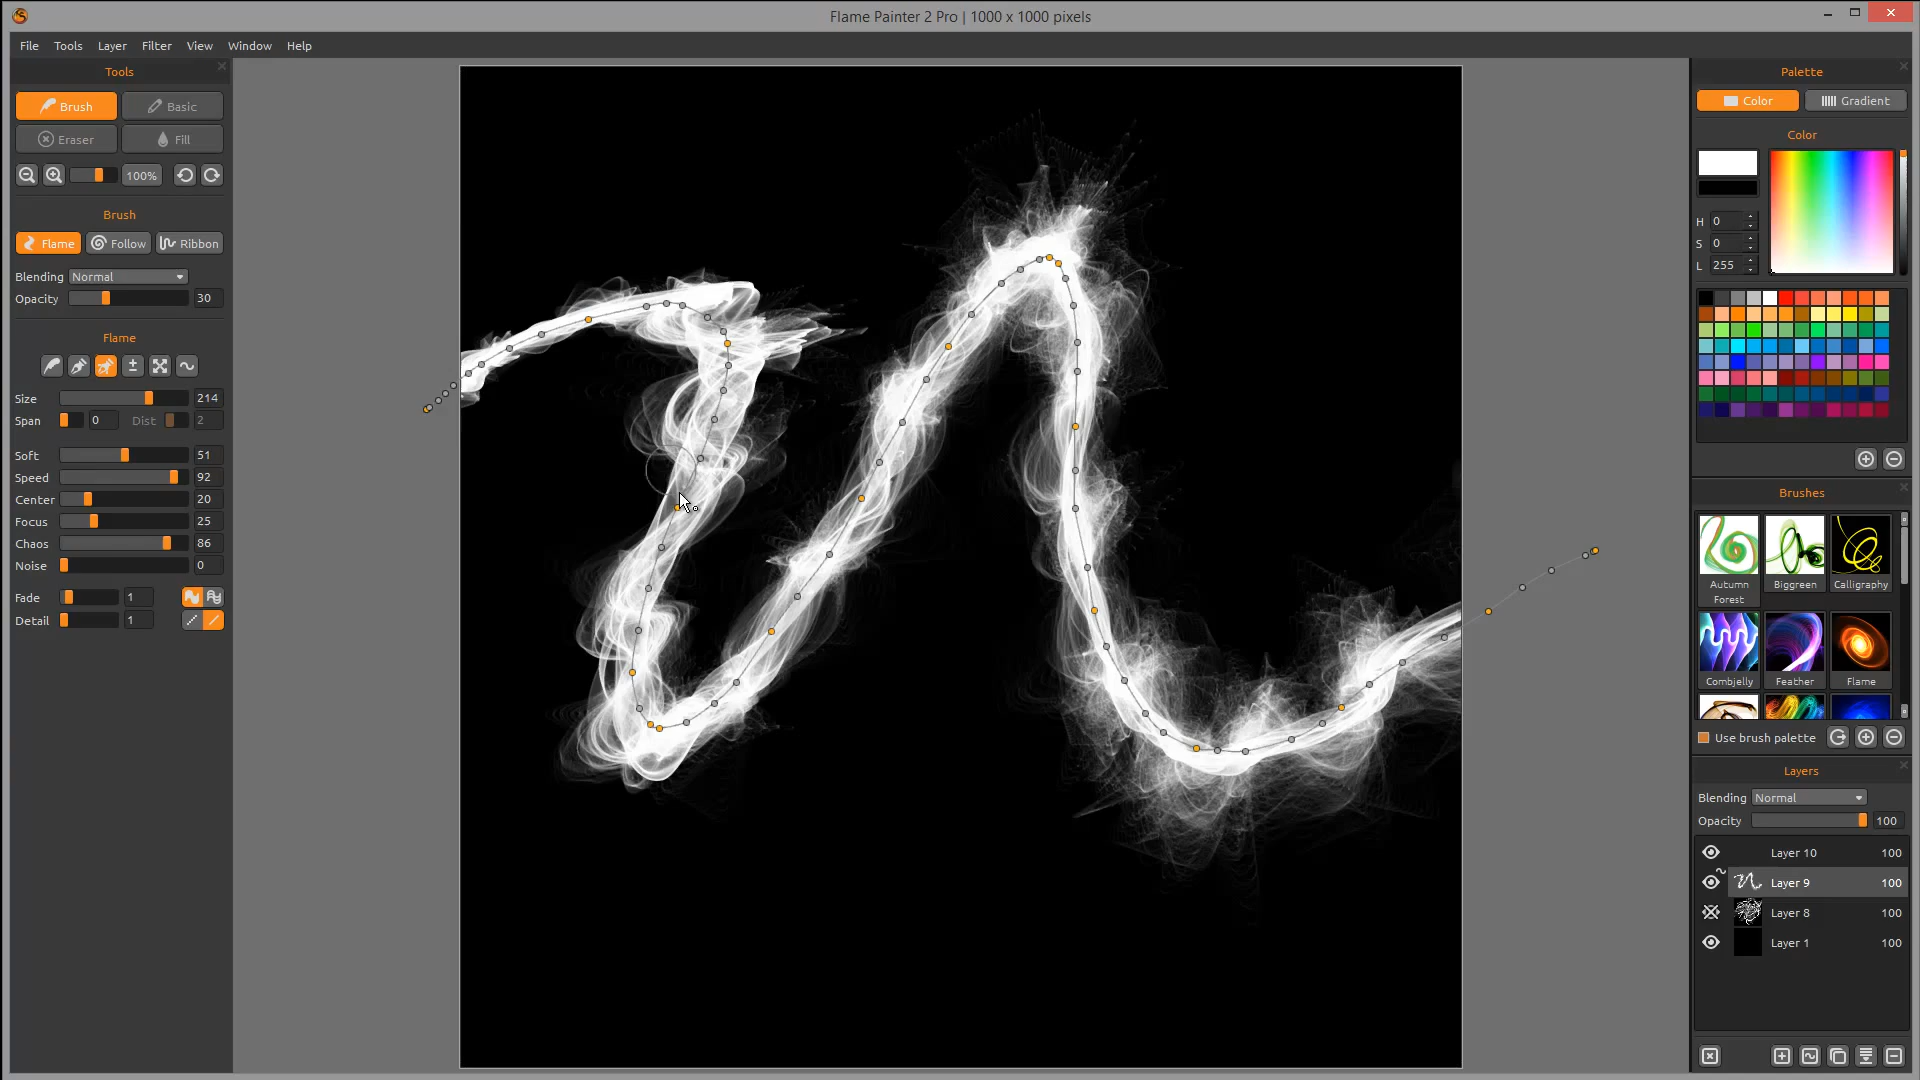 Flame Painter 2 Pro | 1000 x 1000 pixels
File Tools Layer Filter View Window Help
Tools
Brush Basic
Eraser Fill
100%
Brush
Flame Follow Ribbon
Blending Normal
Opacity 30
Flame
Size 214
Span 0 Dist 2
Soft 51
Speed 92
Center 20
Focus 25
Chaos 86
Noise 0
Fade 1
Detail 1
Palette
Color Gradient
Color
H 0
S 0
L 255
Brushes
Autumn Forest Biggreen Calligraphy
Combjelly Feather Flame
Use brush palette
Layers
Blending Normal
Opacity 100
Layer 10 100
Layer 9 100
Layer 8 100
Layer 1 100